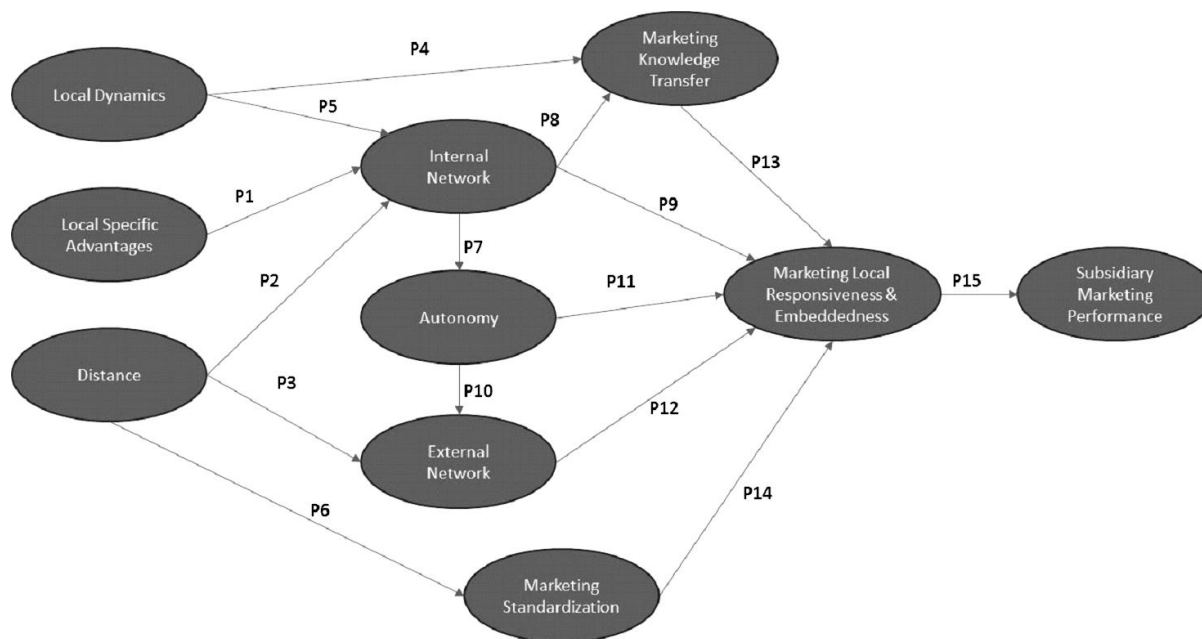 P4
Marketing
Knowledge
Transfer
Local Dynamics
P5
P8
Internal
Network
P13
P1
P9
Local Specific
Advantages
P2
P7
P11
Marketing Local
Responsiveness &
Embeddedness
P15
Subsidiary
Marketing
Performance
Autonomy
Distance
P3
P10
P12
External
Network
P6
P14
Marketing
Standardization